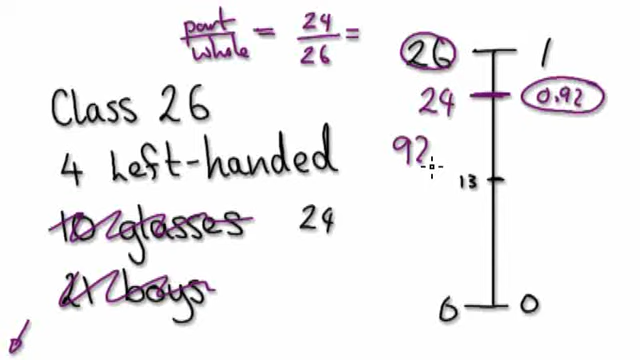 part/whole = 24/26 =
26 1
24 0.92
Class 26
92
4 Left-handed
13
10 glasses 24
21 boys
0 0